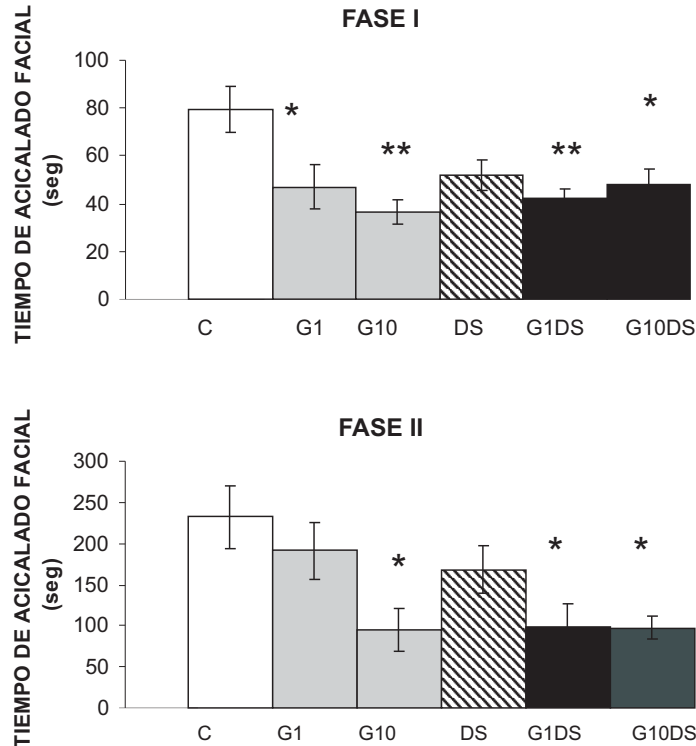 FASE I
TIEMPO DE ACICALADO FACIAL
(seg)
100
80
60
40
20
0
*
**
**
*
C G1 G10 DS G1DS G10DS
FASE II
TIEMPO DE ACICALADO FACIAL
(seg)
300
250
200
150
100
50
0
*
*
*
C G1 G10 DS G1DS G10DS